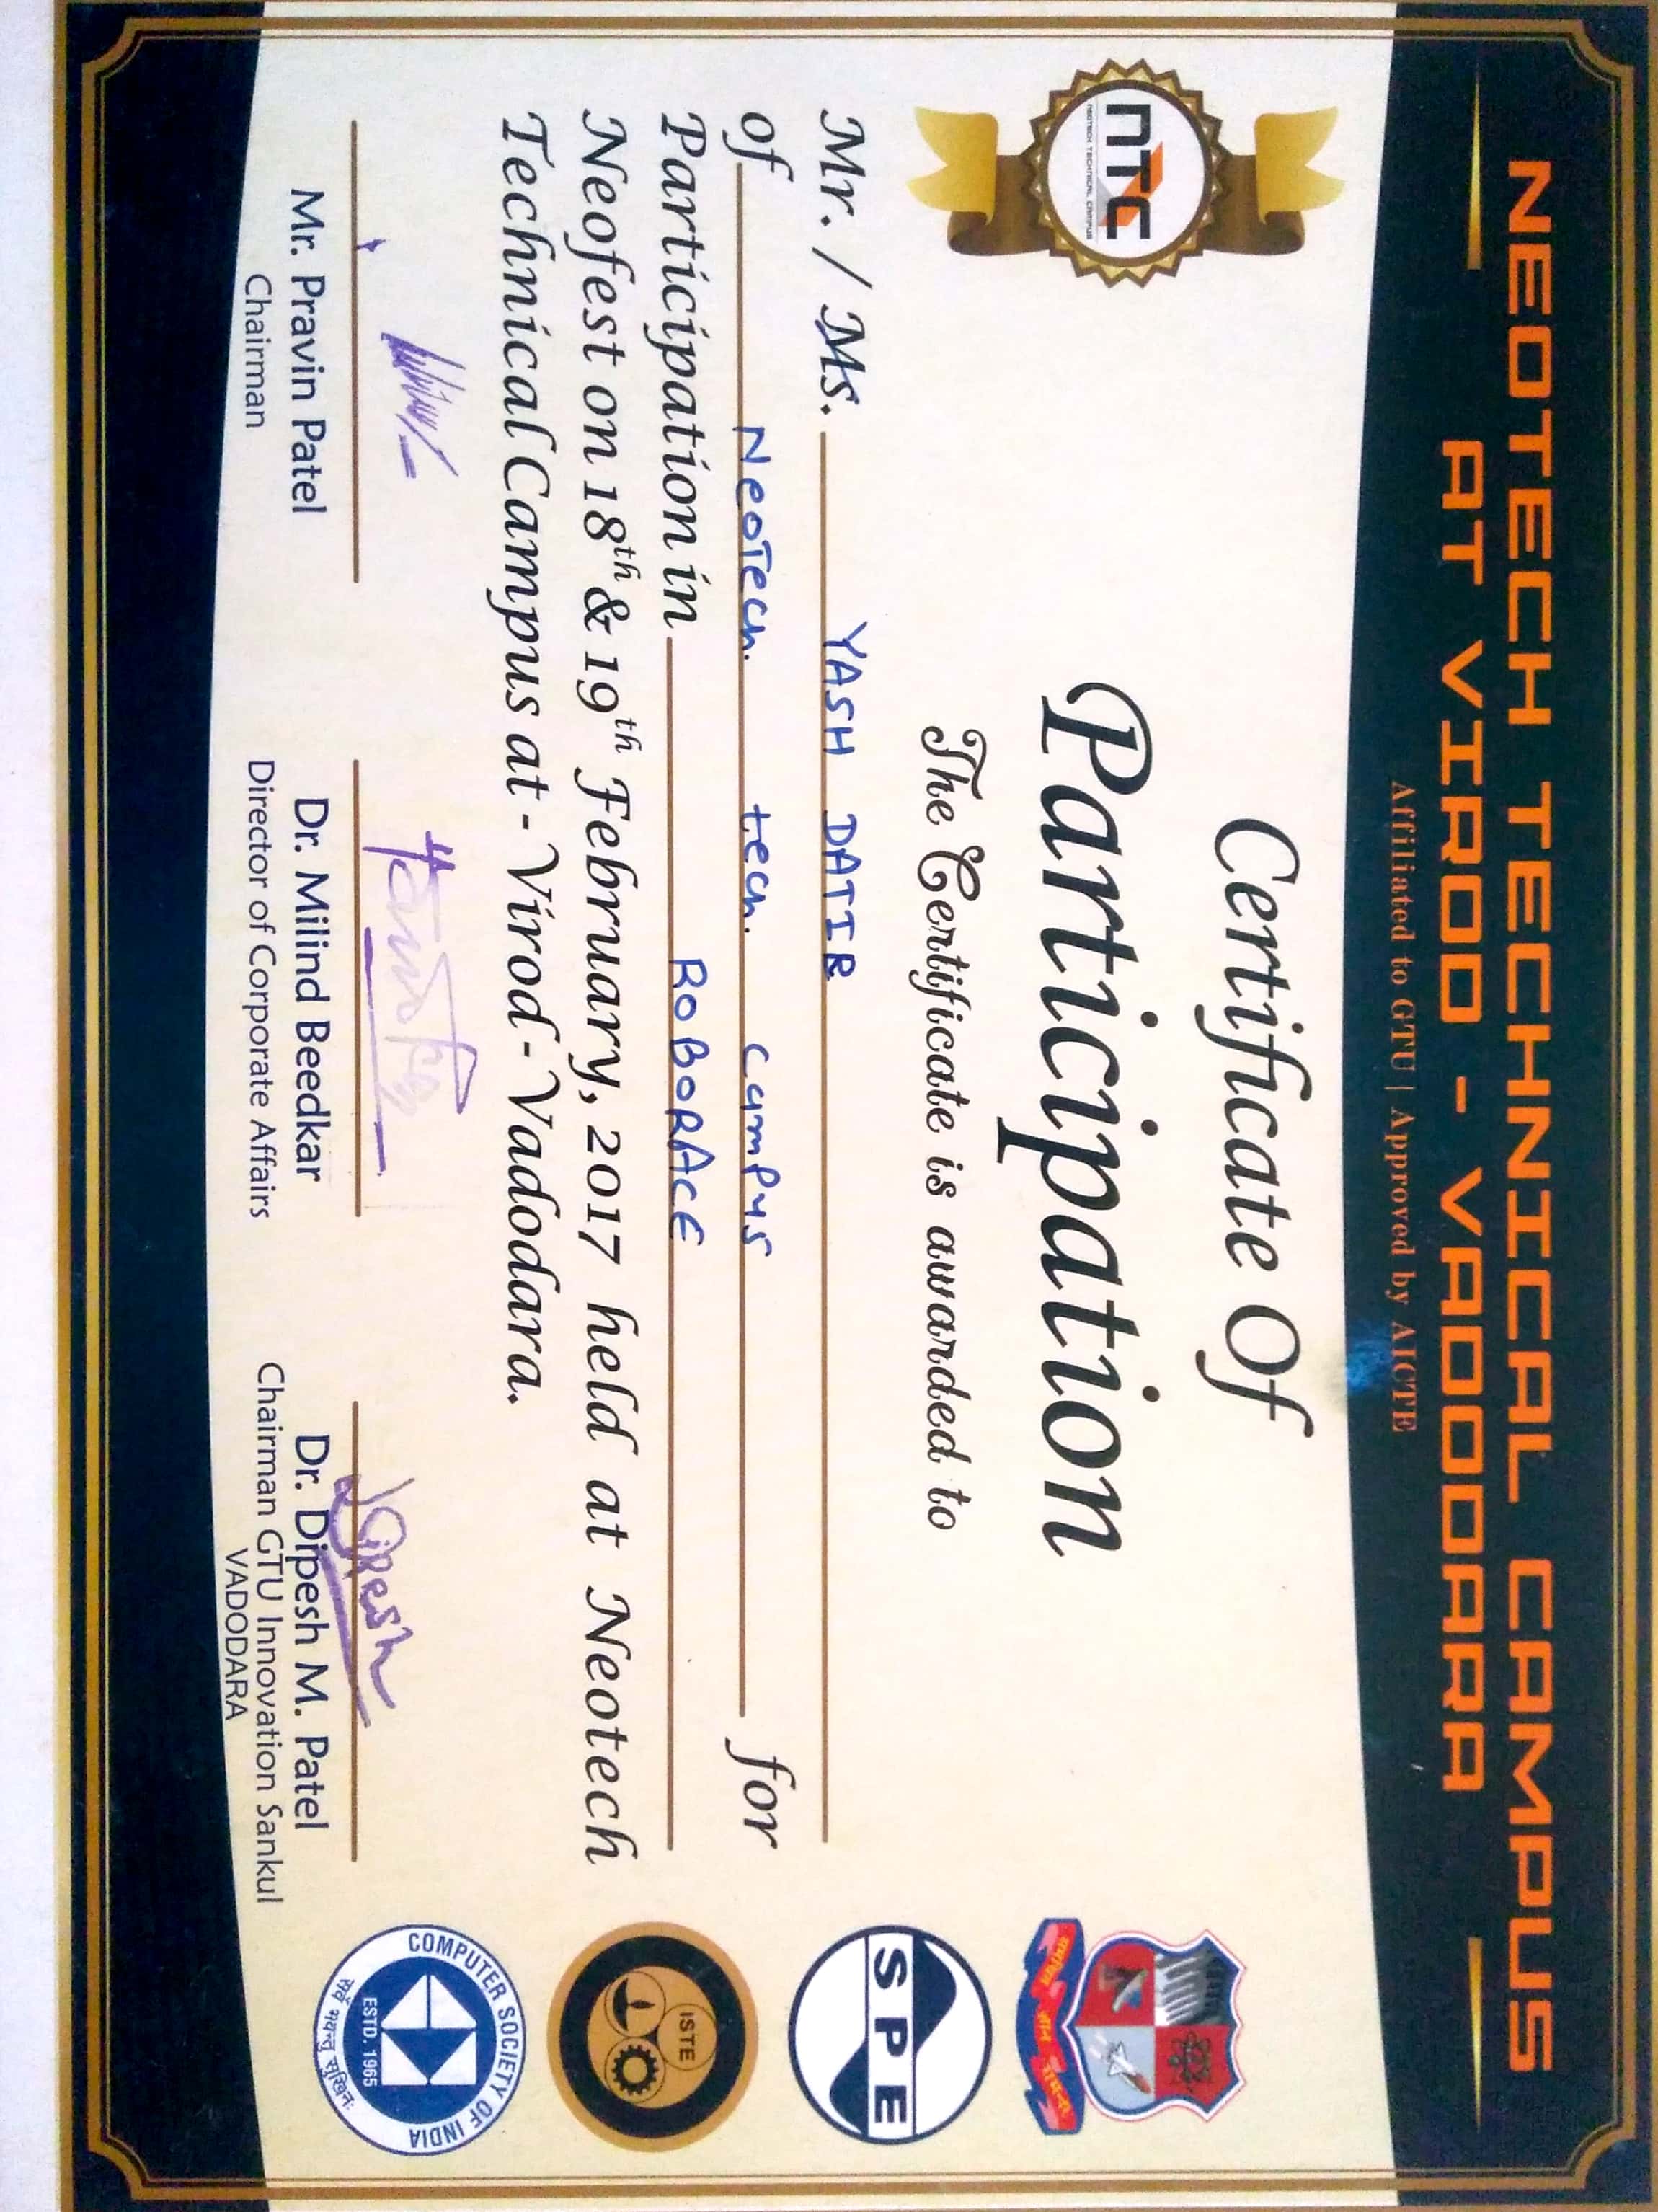 NEOTECH TECHNICAL CAMPUS
AT VIROD - VADODARA
Affiliated to GTU | Approved by AICTE
NTC
NEOTECH TECHNICAL CAMPUS
Certificate Of
Participation
The Certificate is awarded to
Mr. / Ms. YASH DATIR
of NeoTech. tech. campus for
Participation in ROBORACE
Neofest on 18th & 19th February, 2017 held at Neotech
Technical Campus at - Virod - Vadodara.
SPE
ISTE
COMPUTER SOCIETY OF INDIA
ESTD. 1965
सर्वे भवन्तु सुखिनः
Dipesh
Mr. Pravin Patel
Chairman
Dr. Milind Beedkar
Director of Corporate Affairs
Dr. Dipesh M. Patel
Chairman GTU Innovation Sankul
VADODARA